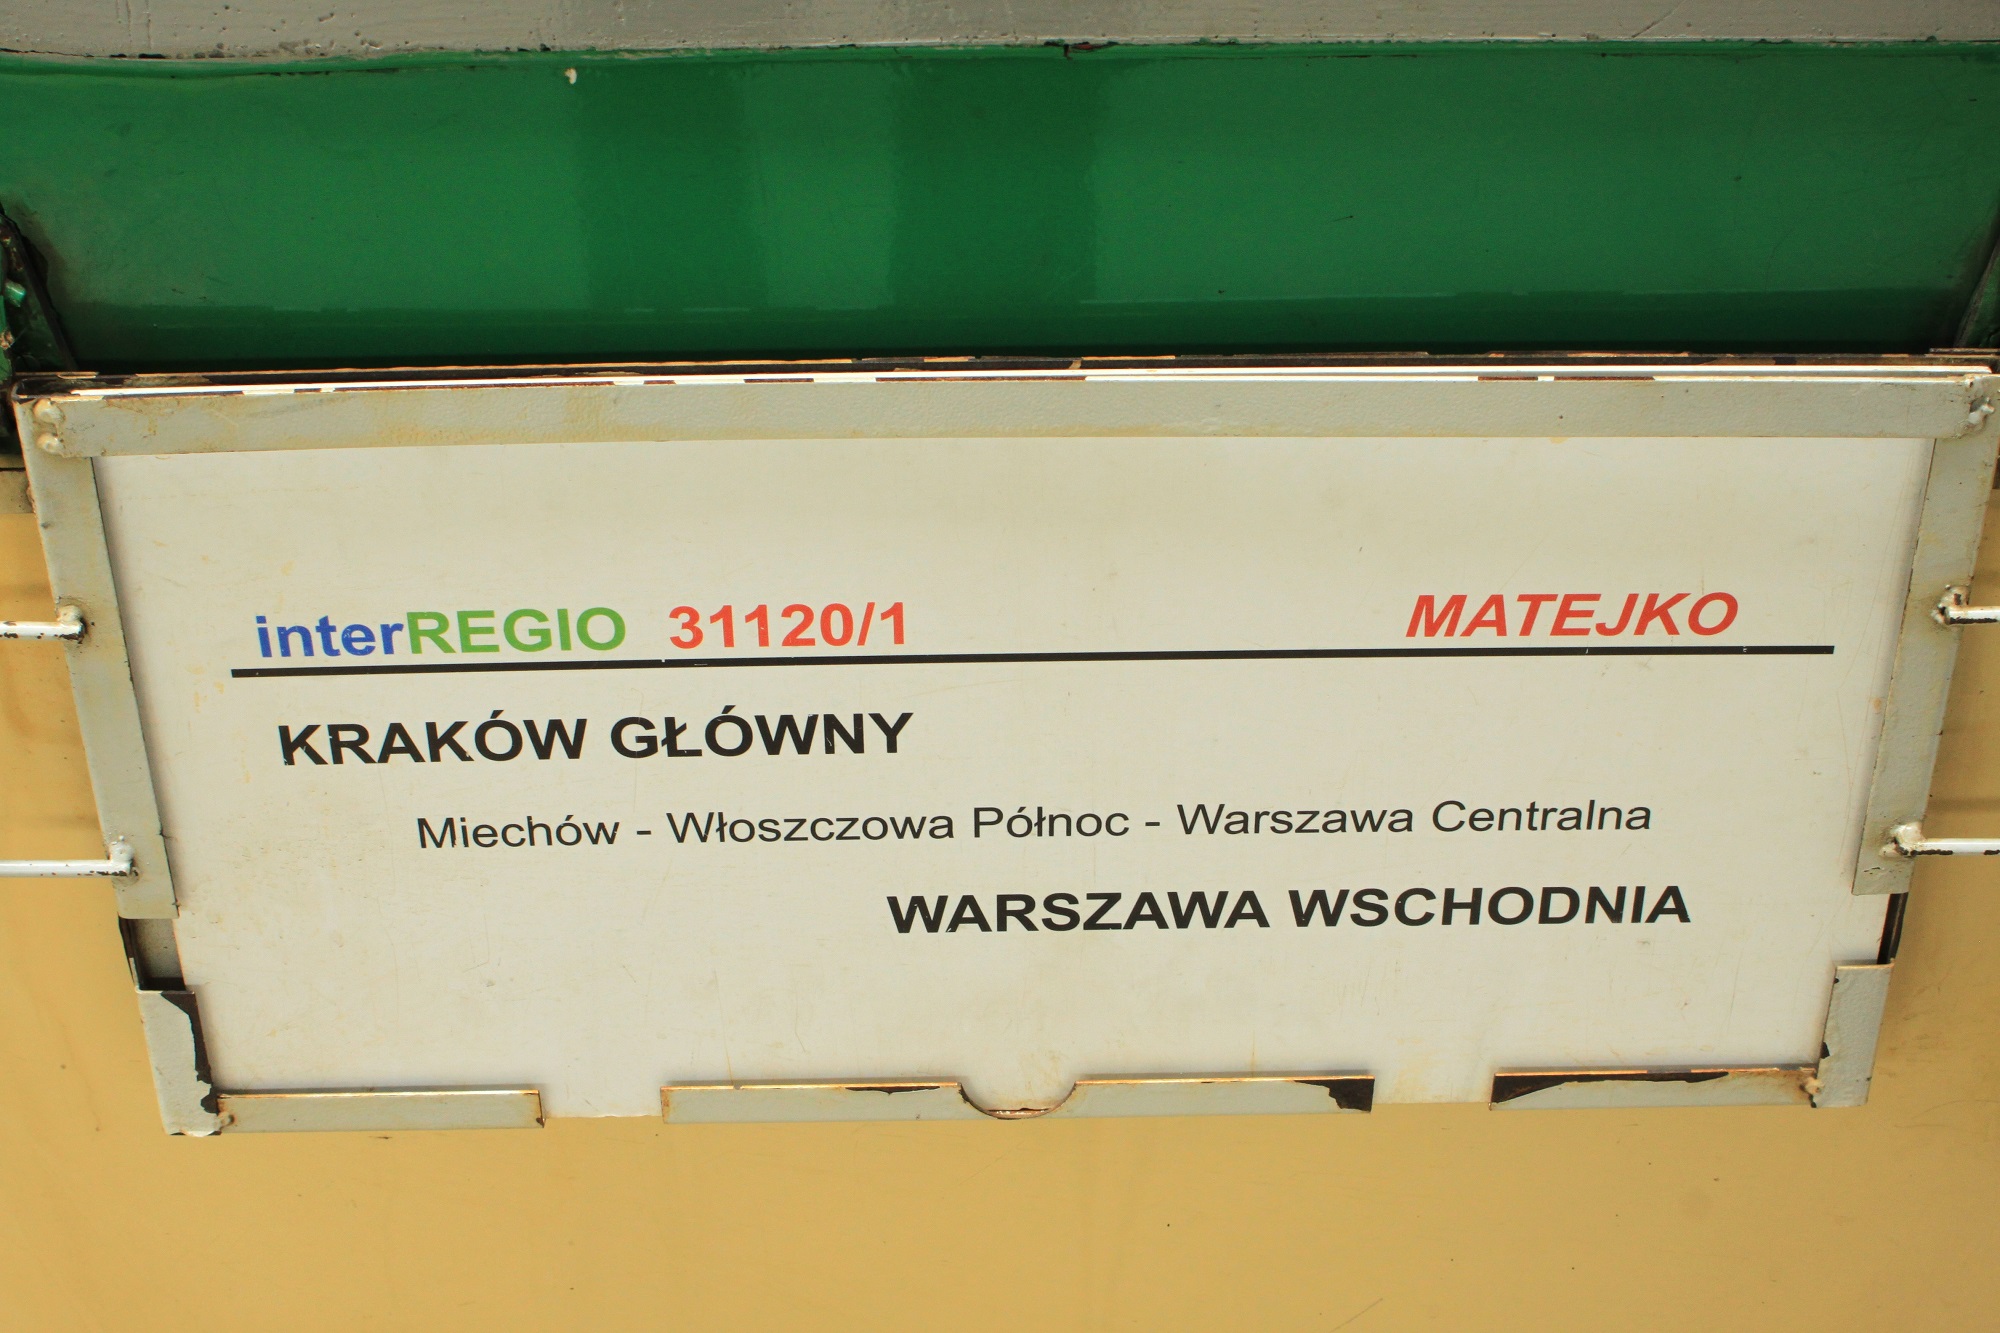 interREGIO 31120/1 MATEJKO
KRAKÓW GŁÓWNY
Miechów - Włoszczowa Północ - Warszawa Centralna
WARSZAWA WSCHODNIA